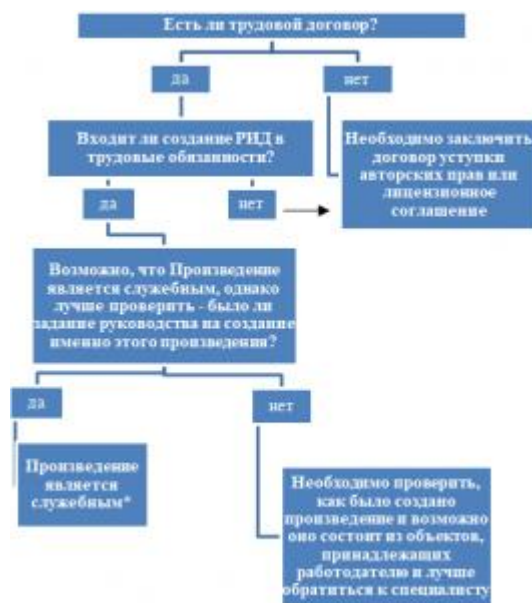 Есть ли трудовой договор?
да
нет
Входит ли создание РИД в
трудовые обязанности?
Необходимо заключить
договор уступки
авторских прав или
лицензионное
соглашение
да
нет
Возможно, что Произведение
является служебным, однако
лучше проверить - было ли
задание руководства на создание
именно этого произведения?
да
нет
Произведение
является
служебным*
Необходимо проверить,
как было создано
произведение и возможно
оно состоит из объектов,
принадлежащих
работодателю и лучше
обратиться к специалисту